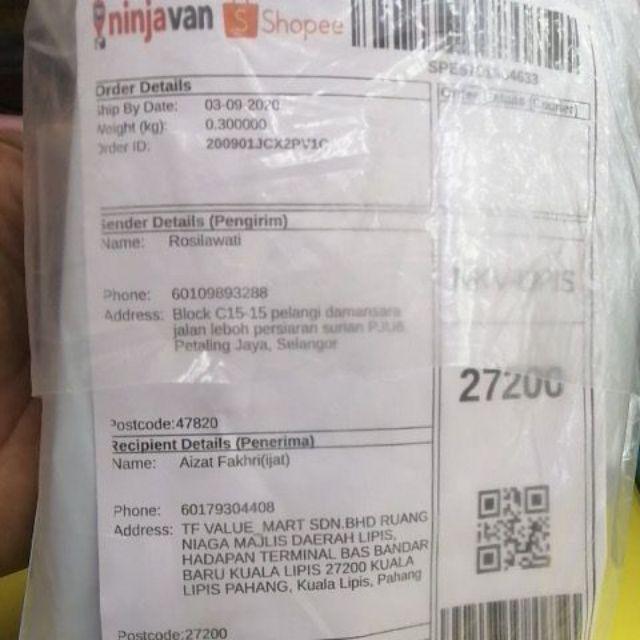 ninjavan Shopee
Order Details
Ship By Date: 03-09-2020
Weight (kg): 0.300000
Order ID: 200901JCX2PV1C
Sender Details (Pengirim)
Name: Rosilawati
Phone: 60109893288
Address: Block C15-15 pelangi damansara
jalan leboh persiaran surian PJU6
Petaling Jaya, Selangor
Postcode:47820
Recipient Details (Penerima)
Name: Aizat Fakhri(ijat)
Phone: 60179304408
Address: TF VALUE_MART SDN.BHD RUANG
NIAGA MAJLIS DAERAH LIPIS,
HADAPAN TERMINAL BAS BANDAR
BARU KUALA LIPIS 27200 KUALA
LIPIS PAHANG, Kuala Lipis, Pahang
Postcode:27200
27200